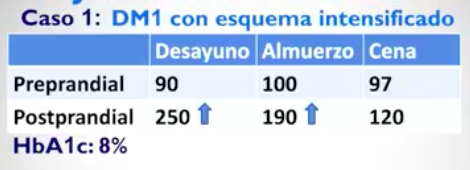 Caso 1: DM1 con esquema intensificado
Desayuno Almuerzo Cena
Preprandial 90 100 97
Postprandial 250 190 120
HbA1c: 8%